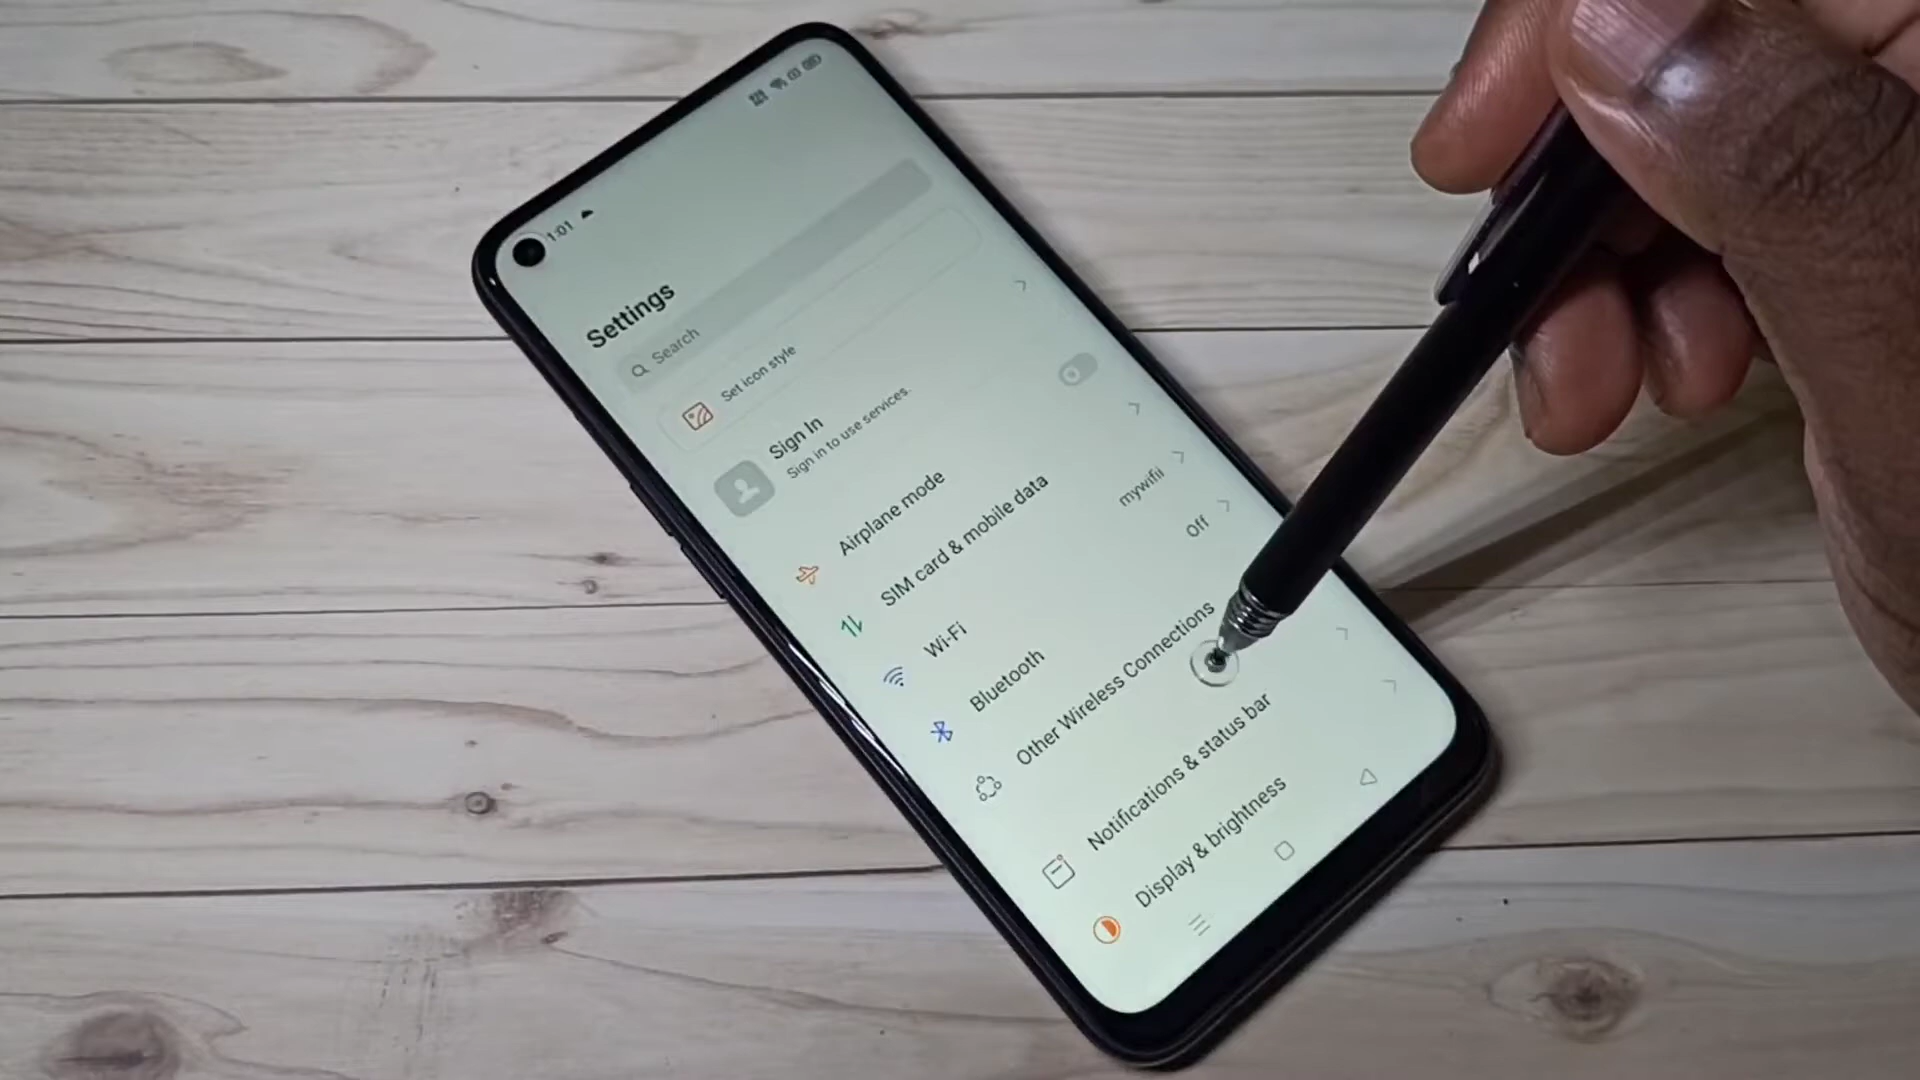 1:01
Settings
Search
Set icon style
Sign In
Sign in to use services.
Airplane mode
SIM card & mobile data
Wi-Fi mywifii
Bluetooth Off
Other Wireless Connections
Notifications & status bar
Display & brightness